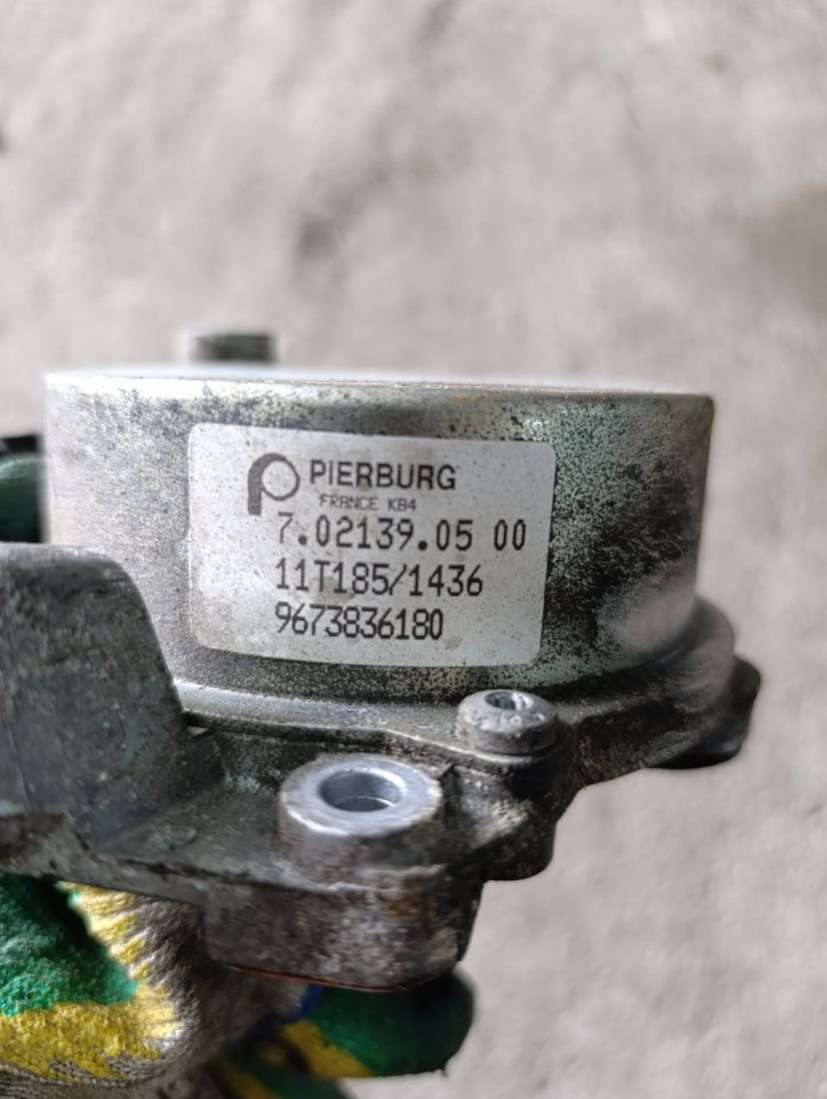 PIERBURG
FRANCE KB4
7.02139.05 00
11T185/1436
9673836180